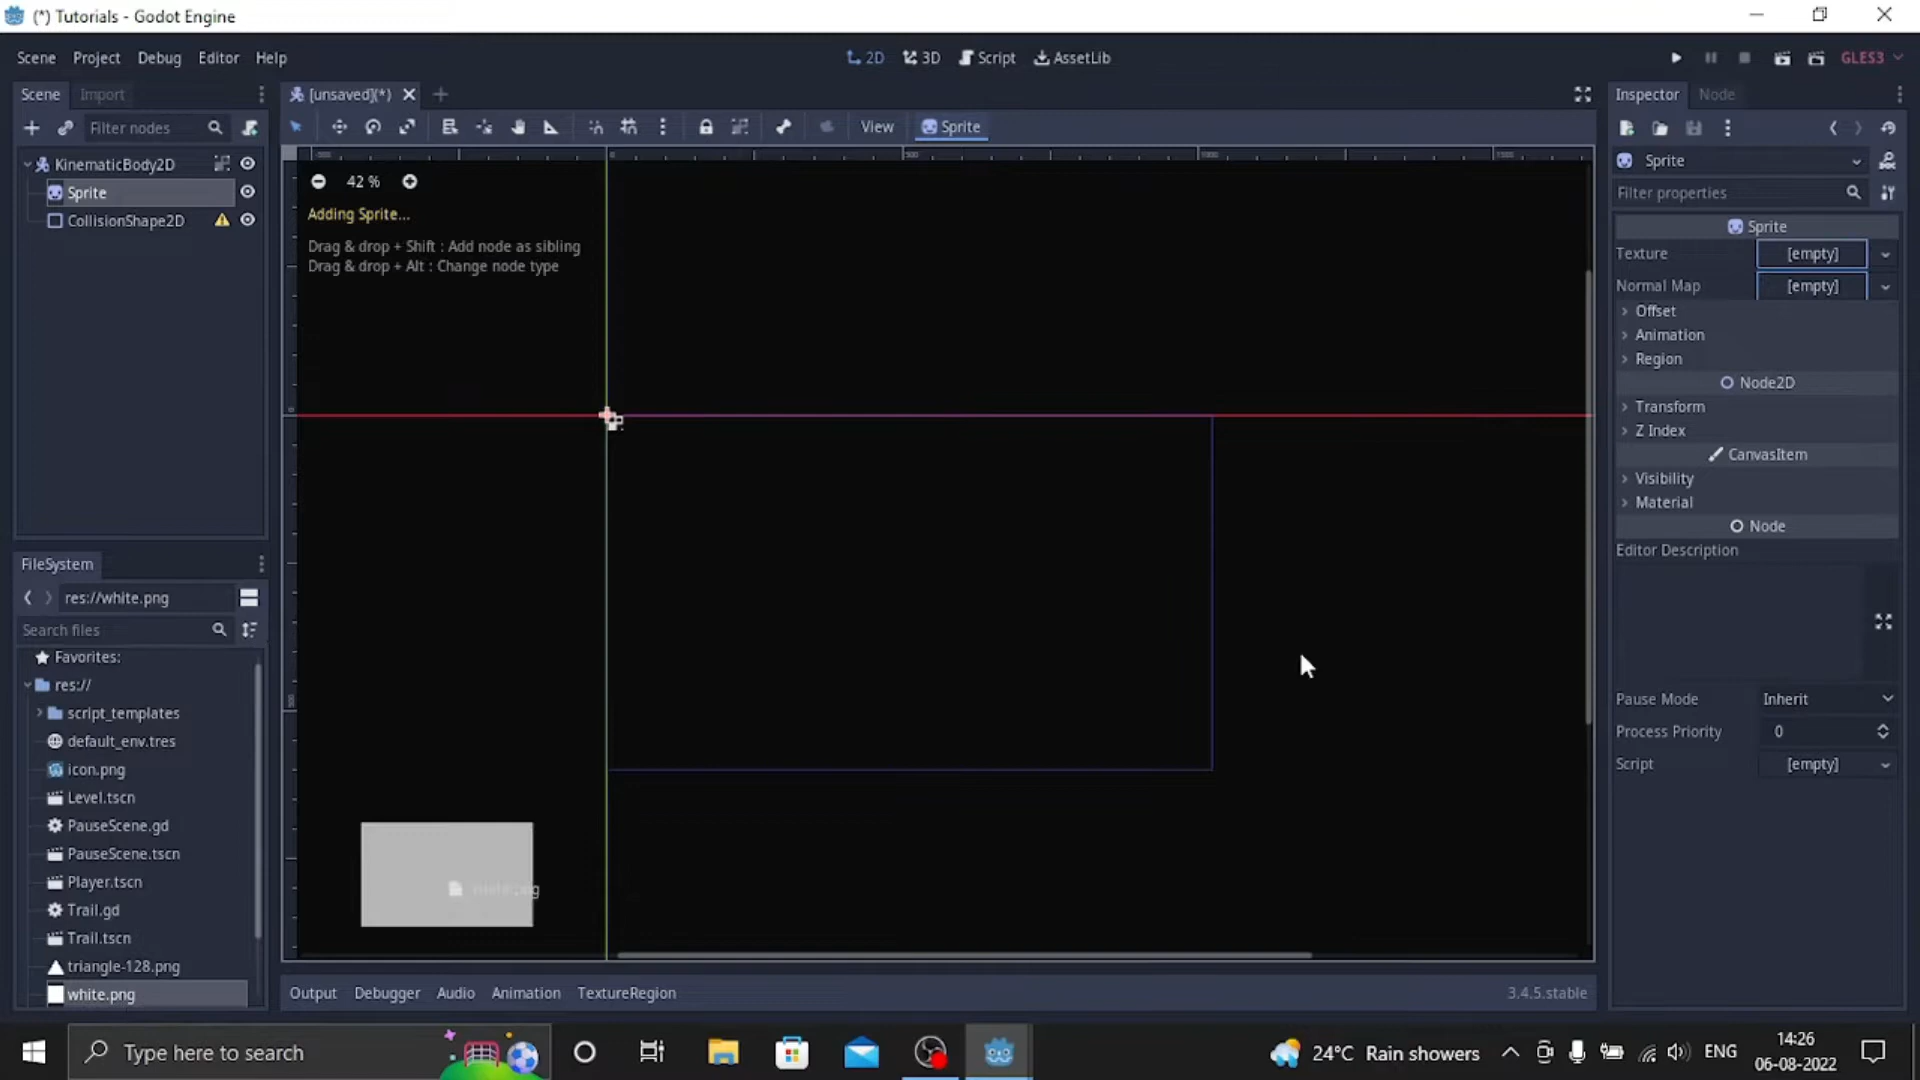 (*) Tutorials - Godot Engine
Scene Project Debug Editor Help
2D 3D Script AssetLib
GLES3
Scene Import
[unsaved](*)
Inspector Node
Filter nodes
View Sprite
KinematicBody2D
Sprite
CollisionShape2D
42 %
Adding Sprite...
Drag & drop + Shift : Add node as sibling
Drag & drop + Alt : Change node type
Sprite
Filter properties
Sprite
Texture [empty]
Normal Map [empty]
Offset
Animation
Region
Node2D
Transform
Z Index
CanvasItem
Visibility
Material
Node
Editor Description
Pause Mode Inherit
Process Priority 0
Script [empty]
FileSystem
res://white.png
Search files
Favorites:
res://
script_templates
default_env.tres
icon.png
Level.tscn
PauseScene.gd
PauseScene.tscn
Player.tscn
Trail.gd
Trail.tscn
triangle-128.png
white.png
Output Debugger Audio Animation TextureRegion
3.4.5.stable
Type here to search
24°C Rain showers
ENG
14:26
06-08-2022